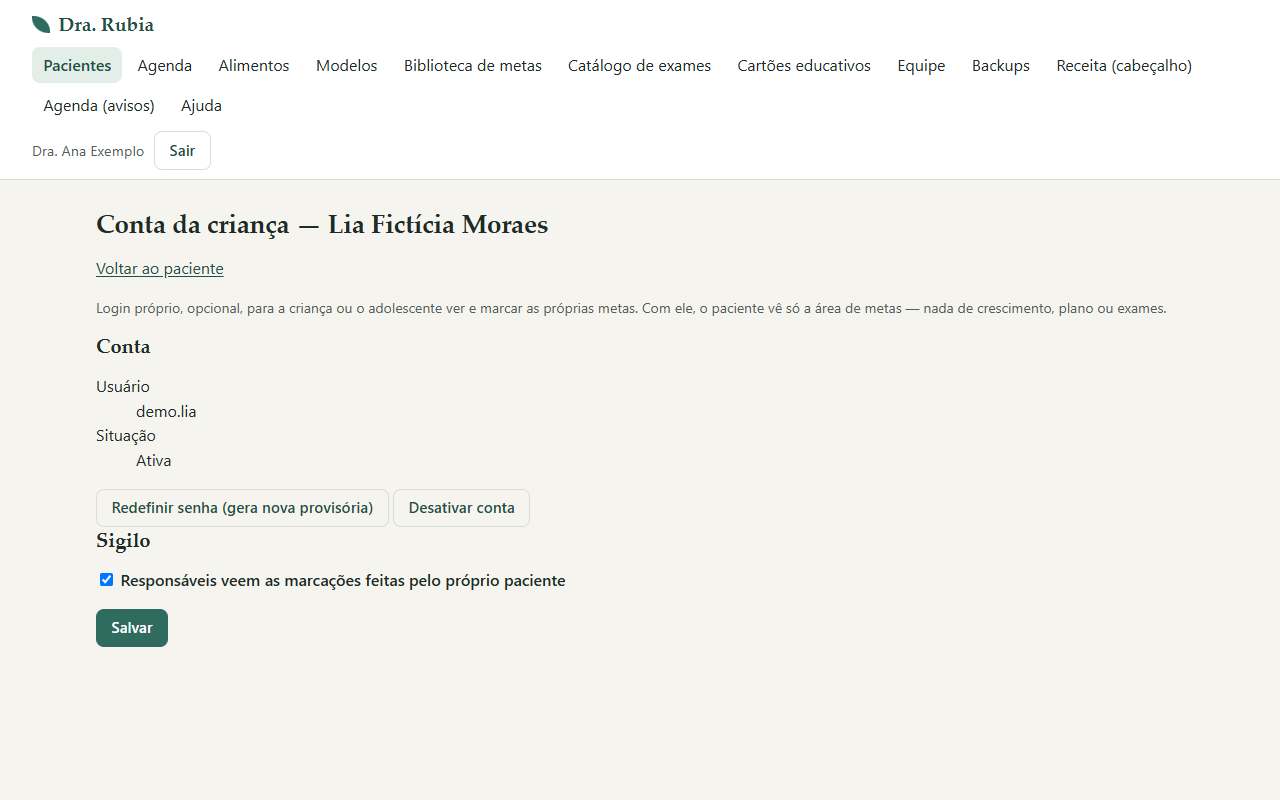 Dra. Rubia
Pacientes Agenda Alimentos Modelos Biblioteca de metas Catálogo de exames Cartões educativos Equipe Backups Receita (cabeçalho)
Agenda (avisos) Ajuda
Dra. Ana Exemplo Sair
Conta da criança — Lia Fictícia Moraes
Voltar ao paciente
Login próprio, opcional, para a criança ou o adolescente ver e marcar as próprias metas. Com ele, o paciente vê só a área de metas — nada de crescimento, plano ou exames.
Conta
Usuário
demo.lia
Situação
Ativa
Redefinir senha (gera nova provisória) Desativar conta
Sigilo
Responsáveis veem as marcações feitas pelo próprio paciente
Salvar